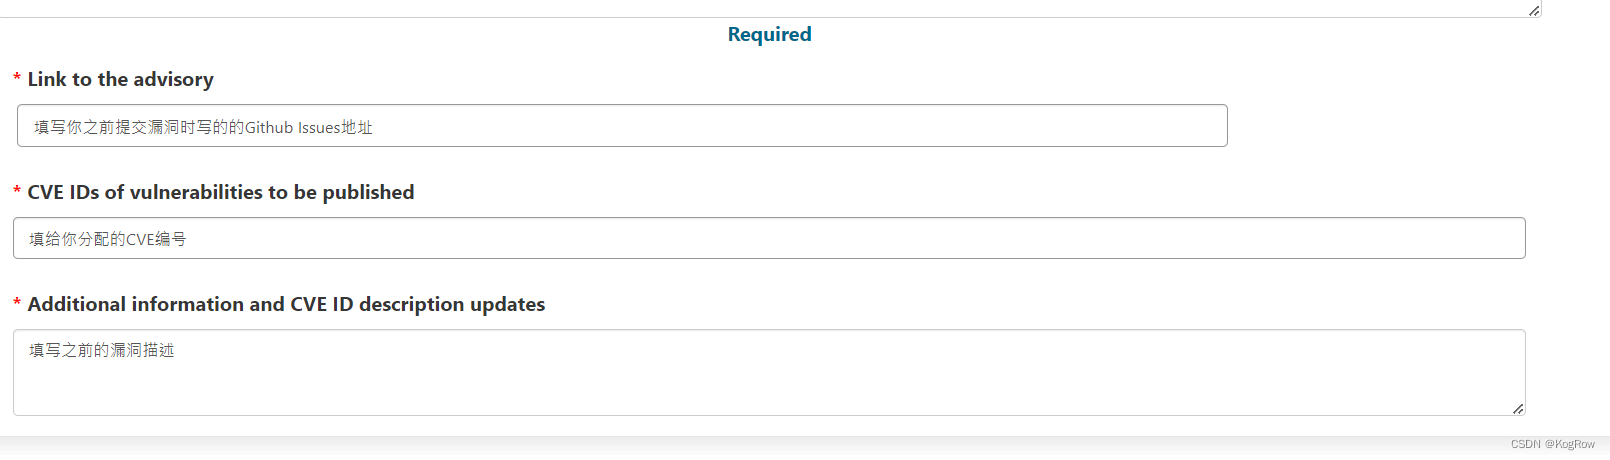 Required
* Link to the advisory
填写你之前提交漏洞时写的的Github Issues地址
* CVE IDs of vulnerabilities to be published
填给你分配的CVE编号
* Additional information and CVE ID description updates
填写之前的漏洞描述
CSDN @KogRow